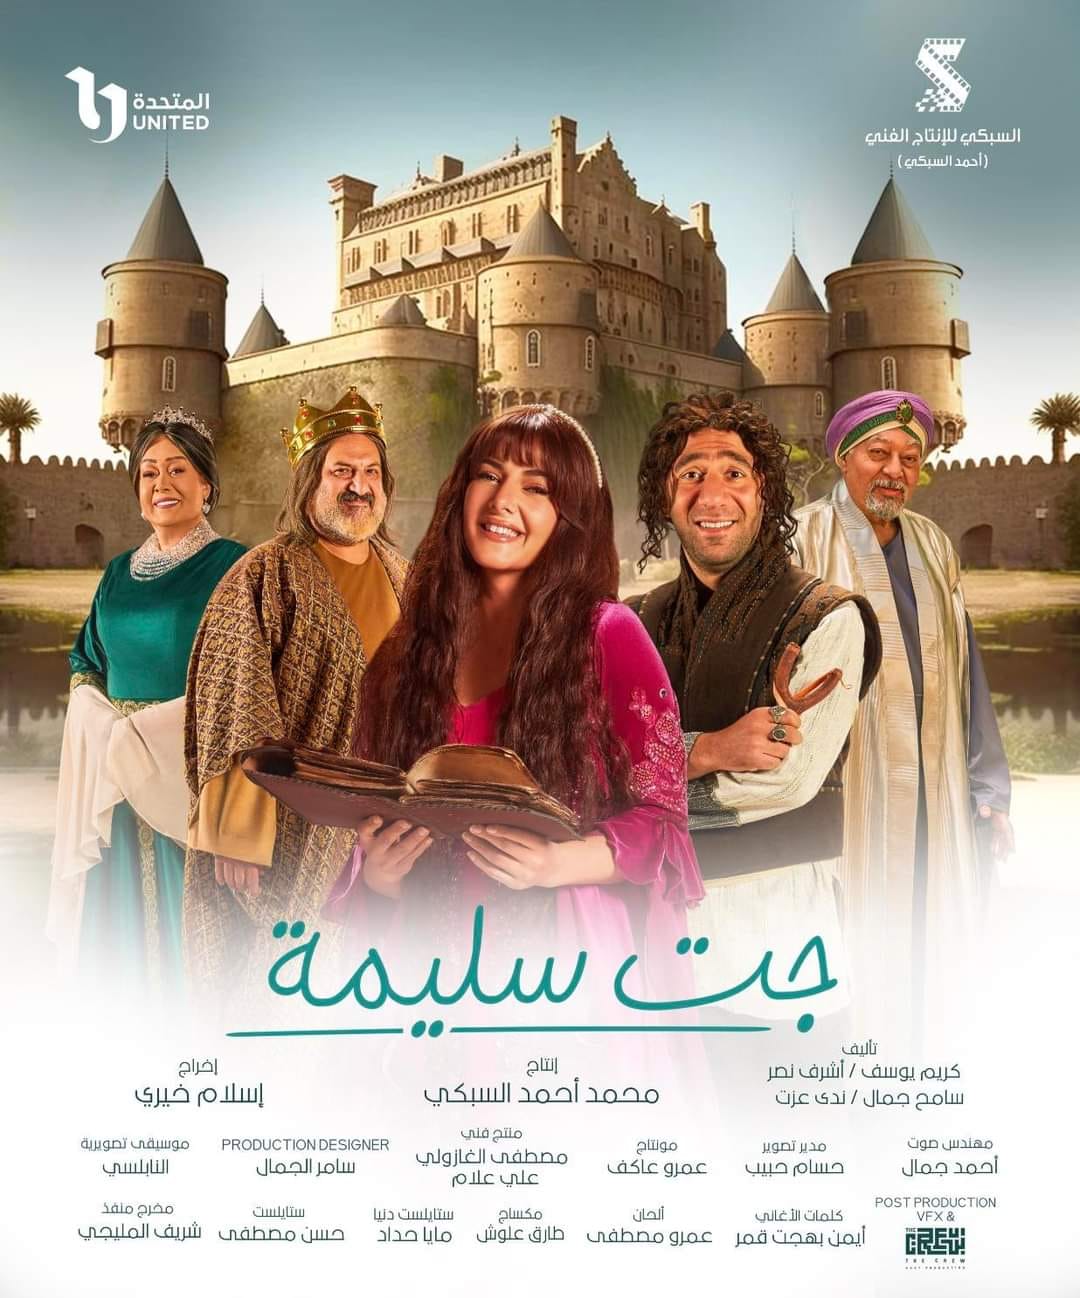 المتحدة
UNITED
السبكي للإنتاج الفني
(أحمد السبكي)
جت سليمة
تأليف
كريم يوسف / أشرف نصر
سامح جمال / ندى عزت
إنتاج
محمد أحمد السبكي
إخراج
إسلام خيري
مهندس صوت
أحمد جمال
مدير تصوير
حسام حبيب
مونتاج
عمرو عاكف
منتج فني
مصطفى الغازولي
علي علام
PRODUCTION DESIGNER
سامر الجمال
موسيقى تصويرية
النابلسي
POST PRODUCTION
VFX &
THE CREW
THE CREW
POST PRODUCTION
كلمات الأغاني
أيمن بهجت قمر
ألحان
عمرو مصطفى
مكساج
طارق علوش
ستايلست دنيا
مايا حداد
ستايلست
حسن مصطفى
مخرج منفذ
شريف المليجي